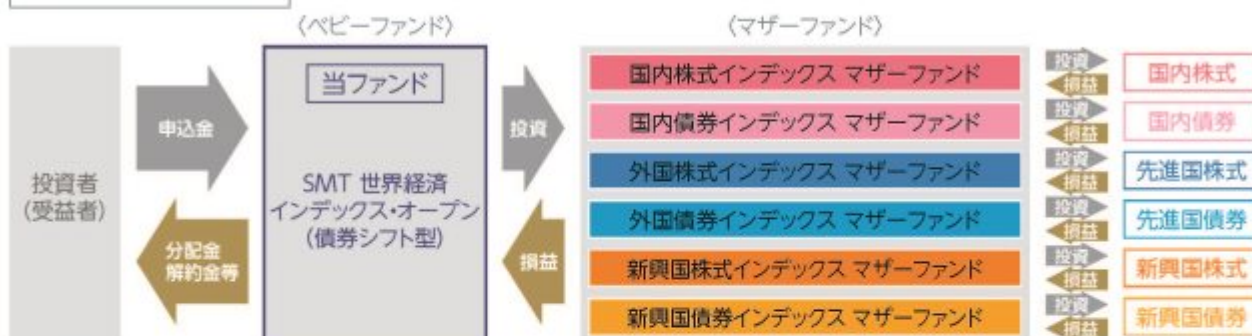 〈ベビーファンド〉
〈マザーファンド〉
投資者
(受益者)
申込金
分配金
解約金等
当ファンド
SMT 世界経済
インデックス・オープン
(債券シフト型)
投資
損益
国内株式インデックス マザーファンド
投資
損益
国内株式
国内債券インデックス マザーファンド
投資
損益
国内債券
外国株式インデックス マザーファンド
投資
損益
先進国株式
外国債券インデックス マザーファンド
投資
損益
先進国債券
新興国株式インデックス マザーファンド
投資
損益
新興国株式
新興国債券インデックス マザーファンド
投資
損益
新興国債券